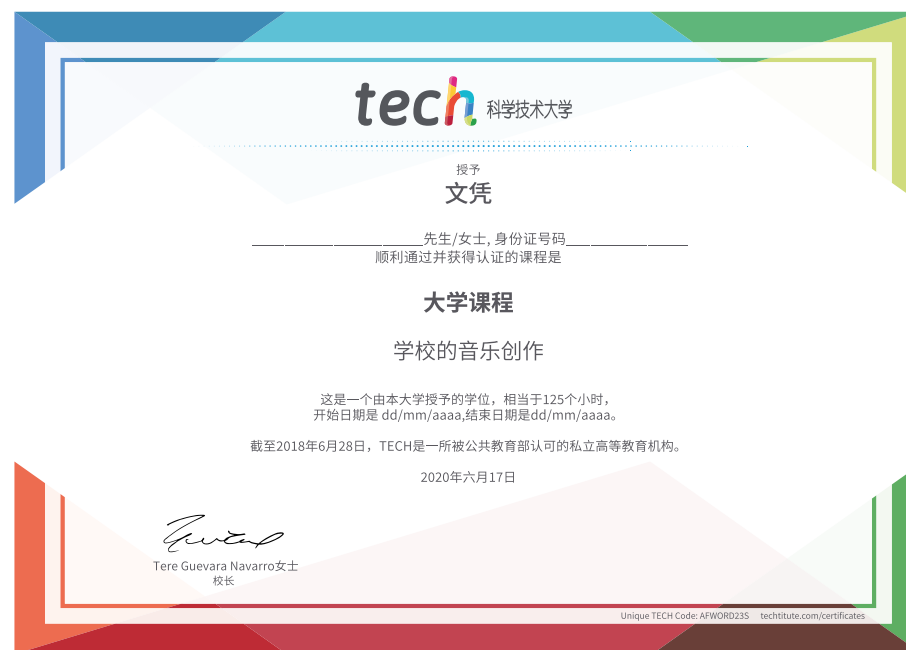 tech 科学技术大学
授予
文凭
____________________先生/女士, 身份证号码_______________
顺利通过并获得认证的课程是
大学课程
学校的音乐创作
这是一个由本大学授予的学位，相当于125个小时，
开始日期是 dd/mm/aaaa,结束日期是dd/mm/aaaa。
截至2018年6月28日，TECH是一所被公共教育部认可的私立高等教育机构。
2020年六月17日
Tere Guevara Navarro女士
校长
Unique TECH Code: AFWORD23S techtitute.com/certificates